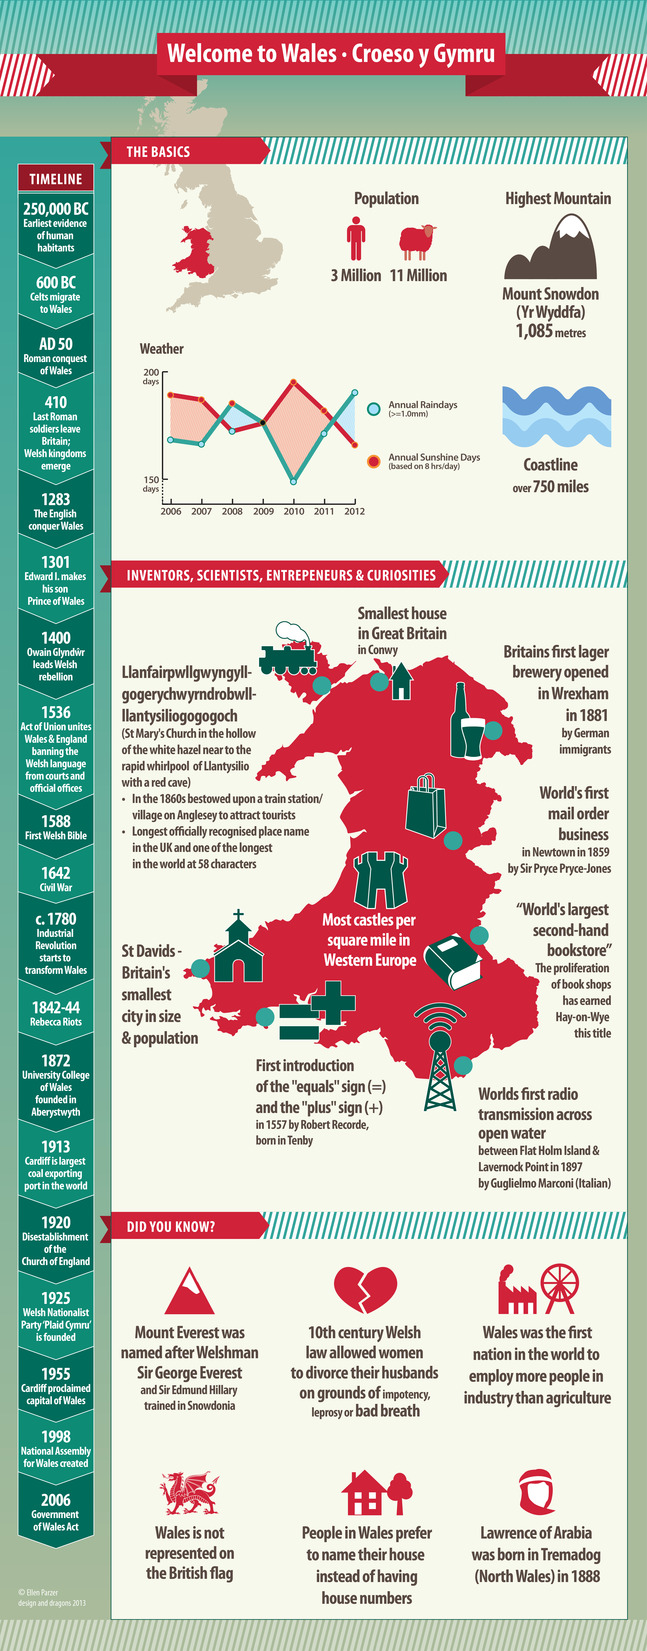 Welcome to Wales · Croeso y Gymru
TIMELINE
250,000 BC
Earliest evidence
of human
habitants
600 BC
Celts migrate
to Wales
AD 50
Roman conquest
of Wales
410
Last Roman
soldiers leave
Britain;
Welsh kingdoms
emerge
1283
The English
conquer Wales
1301
Edward I. makes
his son
Prince of Wales
1400
Owain Glyndŵr
leads Welsh
rebellion
1536
Act of Union unites
Wales & England
banning the
Welsh language
from courts and
official offices
1588
First Welsh Bible
1642
Civil War
c. 1780
Industrial
Revolution
starts to
transform Wales
1842-44
Rebecca Riots
1872
University College
of Wales
founded in
Aberystwyth
1913
Cardiff is largest
coal exporting
port in the world
1920
Disestablishment
of the
Church of England
1925
Welsh Nationalist
Party 'Plaid Cymru'
is founded
1955
Cardiff proclaimed
capital of Wales
1998
National Assembly
for Wales created
2006
Government
of Wales Act
© Ellen Parzer
design and dragons 2013
THE BASICS
Population
3 Million 11 Million
Highest Mountain
Mount Snowdon
(Yr Wyddfa)
1,085 metres
Weather
200
days
150
days
2006 2007 2008 2009 2010 2011 2012
Annual Raindays
(>=1.0mm)
Annual Sunshine Days
(based on 8 hrs/day)
Coastline
over 750 miles
INVENTORS, SCIENTISTS, ENTREPENEURS & CURIOSITIES
Smallest house
in Great Britain
in Conwy
Llanfairpwllgwyngyll-
gogerychwyrndrobwll-
llantysiliogogogoch
(St Mary's Church in the hollow
of the white hazel near to the
rapid whirlpool of Llantysilio
with a red cave)
• In the 1860s bestowed upon a train station/
village on Anglesey to attract tourists
• Longest officially recognised place name
in the UK and one of the longest
in the world at 58 characters
Britains first lager
brewery opened
in Wrexham
in 1881
by German
immigrants
World's first
mail order
business
in Newtown in 1859
by Sir Pryce Pryce-Jones
Most castles per
square mile in
Western Europe
"World's largest
second-hand
bookstore"
The proliferation
of book shops
has earned
Hay-on-Wye
this title
St Davids -
Britain's
smallest
city in size
& population
First introduction
of the "equals" sign (=)
and the "plus" sign (+)
in 1557 by Robert Recorde,
born in Tenby
Worlds first radio
transmission across
open water
between Flat Holm Island &
Lavernock Point in 1897
by Guglielmo Marconi (Italian)
DID YOU KNOW?
Mount Everest was
named after Welshman
Sir George Everest
and Sir Edmund Hillary
trained in Snowdonia
10th century Welsh
law allowed women
to divorce their husbands
on grounds of impotency,
leprosy or bad breath
Wales was the first
nation in the world to
employ more people in
industry than agriculture
Wales is not
represented on
the British flag
People in Wales prefer
to name their house
instead of having
house numbers
Lawrence of Arabia
was born in Tremadog
(North Wales) in 1888